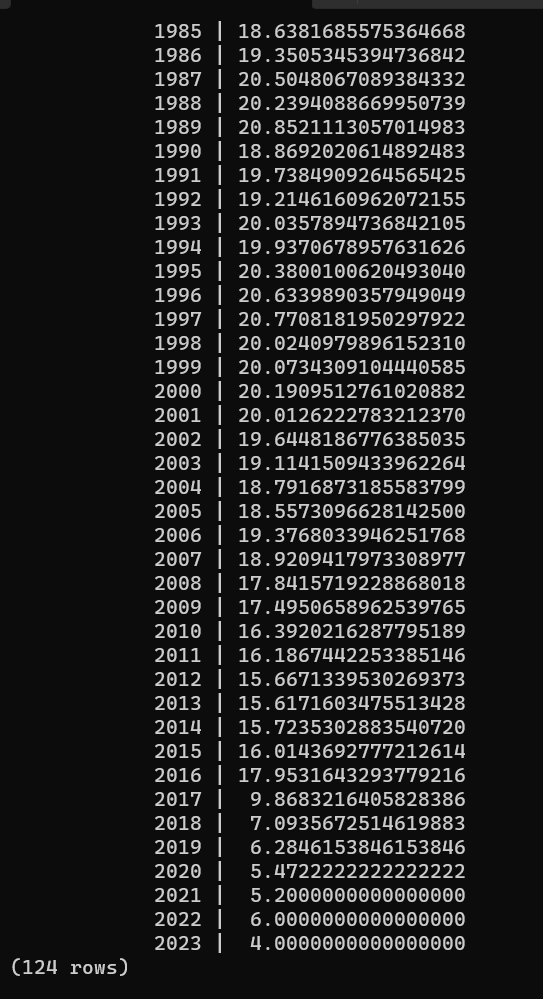 1985 | 18.6381685575364668
1986 | 19.3505345394736842
1987 | 20.5048067089384332
1988 | 20.2394088669950739
1989 | 20.8521113057014983
1990 | 18.8692020614892483
1991 | 19.7384909264565425
1992 | 19.2146160962072155
1993 | 20.0357894736842105
1994 | 19.9370678957631626
1995 | 20.3800100620493040
1996 | 20.6339890357949049
1997 | 20.7708181950297922
1998 | 20.0240979896152310
1999 | 20.0734309104440585
2000 | 20.1909512761020882
2001 | 20.0126222783212370
2002 | 19.6448186776385035
2003 | 19.1141509433962264
2004 | 18.7916873185583799
2005 | 18.5573096628142500
2006 | 19.3768033946251768
2007 | 18.9209417973308977
2008 | 17.8415719228868018
2009 | 17.4950658962539765
2010 | 16.3920216287795189
2011 | 16.1867442253385146
2012 | 15.6671339530269373
2013 | 15.6171603475513428
2014 | 15.7235302883540720
2015 | 16.0143692777212614
2016 | 17.9531643293779216
2017 | 9.8683216405828386
2018 | 7.0935672514619883
2019 | 6.2846153846153846
2020 | 5.4722222222222222
2021 | 5.2000000000000000
2022 | 6.0000000000000000
2023 | 4.0000000000000000
(124 rows)